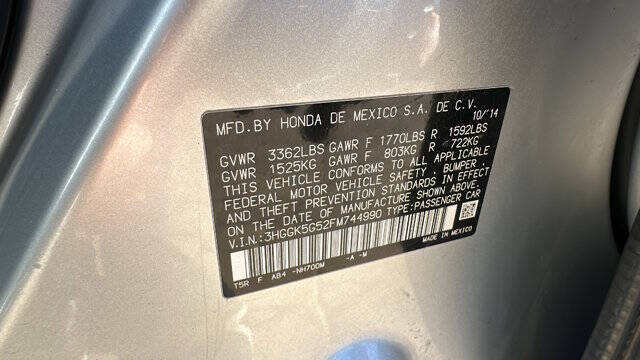 MFD.BY HONDA DE MEXICO S.A. DE C.V.
10/'14
GVWR 3362LBS GAWR F 1770LBS R 1592LBS
GVWR 1525KG GAWR F 803KG R 722KG
THIS VEHICLE CONFORMS TO ALL APPLICABLE
FEDERAL MOTOR VEHICLE SAFETY . BUMPER .
AND THEFT PREVENTION STANDARDS IN EFFECT
ON THE DATE OF MANUFACTURE SHOWN ABOVE.
V.I.N.:3HGGK5G52FM744990 TYPE:PASSENGER CAR
MADE IN MEXICO
T5R F AB4 -NH700M -A -M